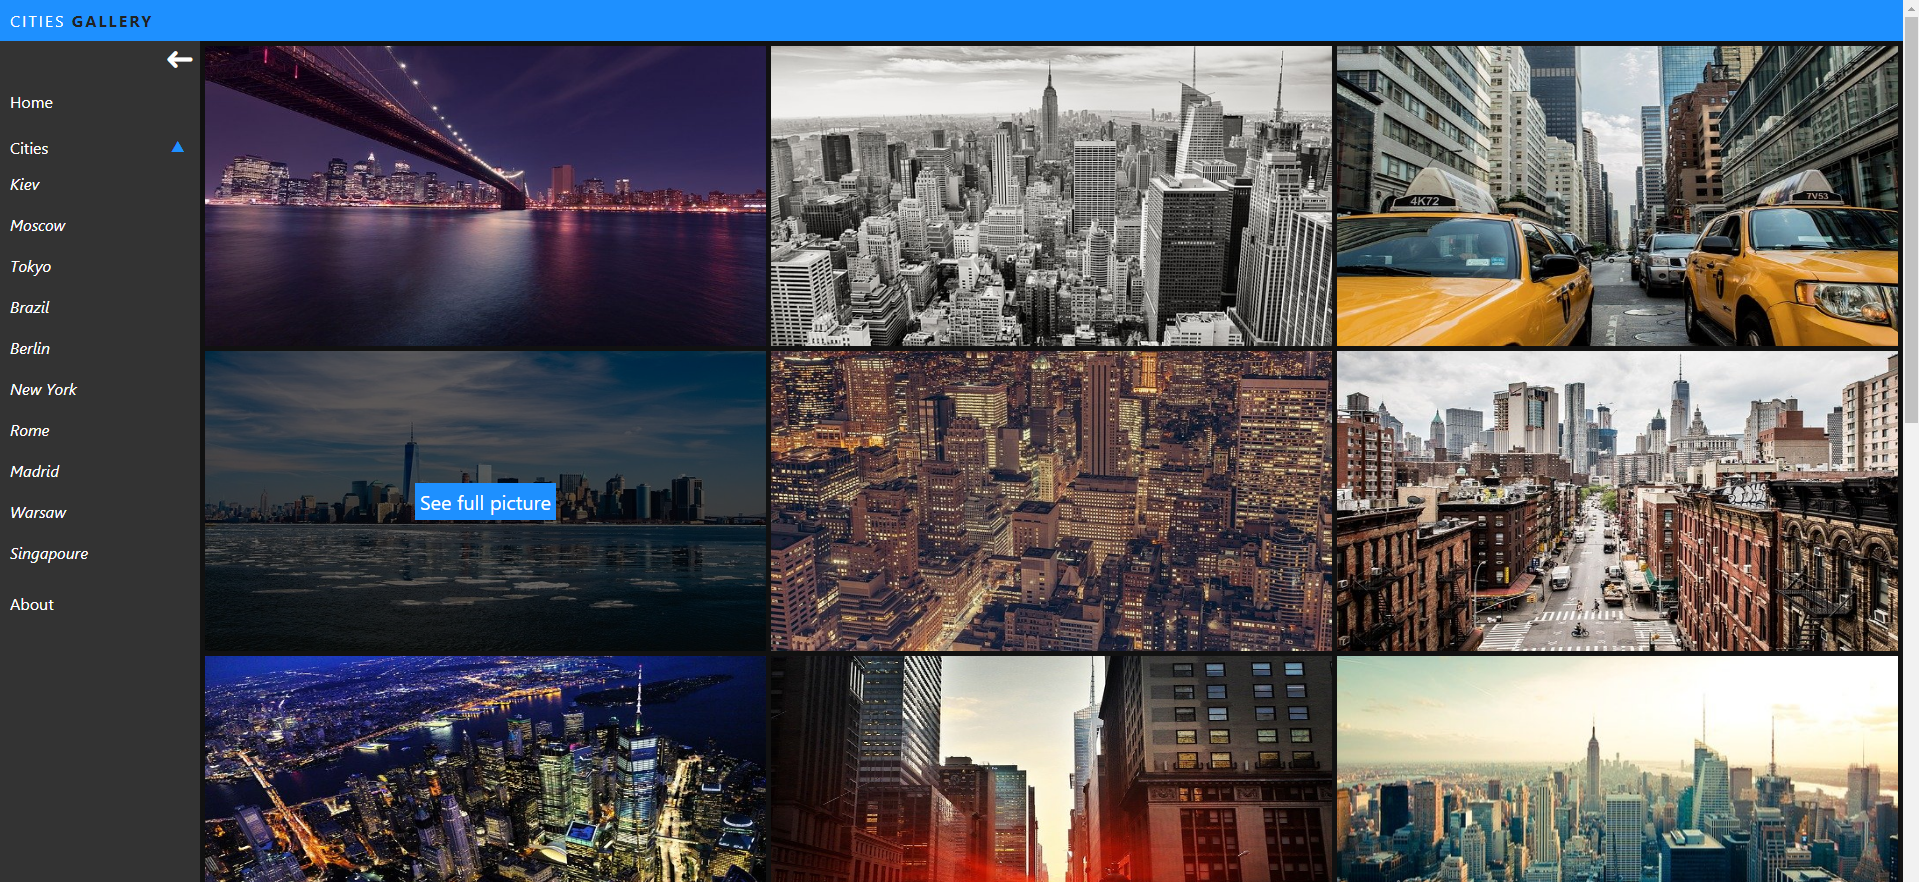 CITIES GALLERY
Home
Cities
Kiev
Moscow
Tokyo
Brazil
Berlin
New York
Rome
Madrid
Warsaw
Singapoure
About
4K72
7V53
T
T
See full picture